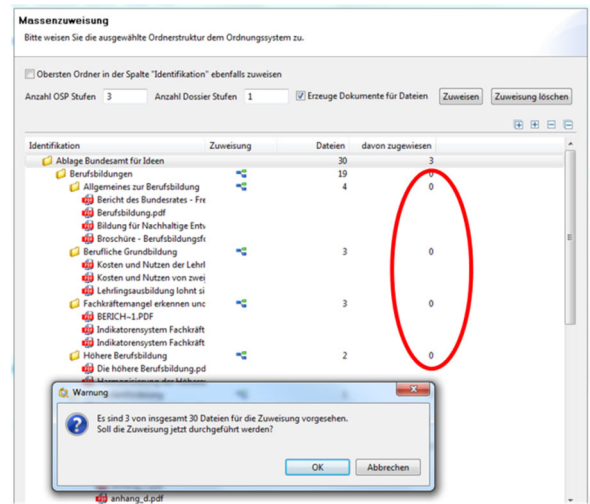 Massenzuweisung
Bitte weisen Sie die ausgewählte Ordnerstruktur dem Ordnungssystem zu.
Obersten Ordner in der Spalte "Identifikation" ebenfalls zuweisen
Anzahl OSP Stufen 3 Anzahl Dossier Stufen 1 Erzeuge Dokumente für Dateien Zuweisen Zuweisung löschen
Identifikation Zuweisung Dateien davon zugewiesen
Ablage Bundesamt für Ideen 30 3
Berufsbildungen 19 0
Allgemeines zur Berufsbildung 4 0
Bericht des Bundesrates - Fre
Berufsbildung.pdf
Bildung für Nachhaltige Entw
Broschüre - Berufsbildungsfo
Berufliche Grundbildung 3 0
Kosten und Nutzen der Lehrl
Kosten und Nutzen von zwei
Lehrlingsausbildung lohnt si
Fachkräftemangel erkennen und 3 0
BERICH~1.PDF
Indikatorensystem Fachkräft
Indikatorensystem Fachkräft
Höhere Berufsbildung 2 0
Die höhere Berufsbildung.pd
Warnung
Es sind 3 von insgesamt 30 Dateien für die Zuweisung vorgesehen.
Soll die Zuweisung jetzt durchgeführt werden?
OK Abbrechen
anhang_d.pdf